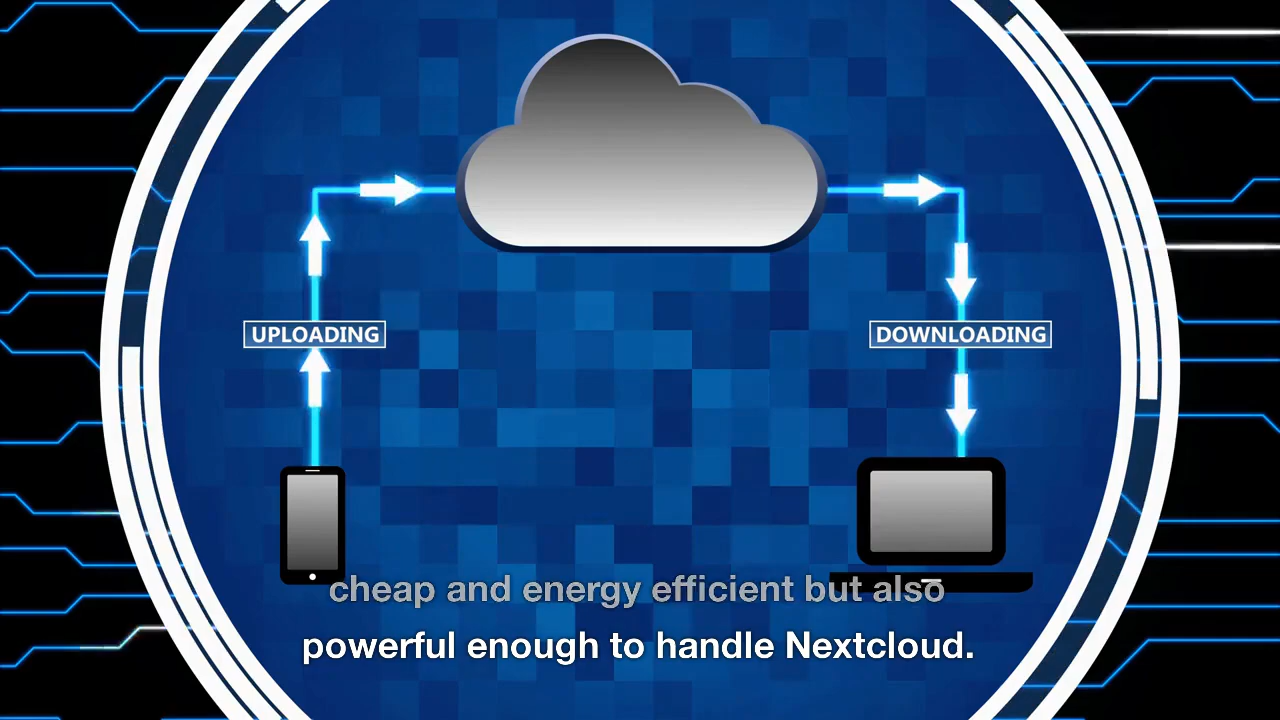 UPLOADING
DOWNLOADING
cheap and energy efficient but also
powerful enough to handle Nextcloud.